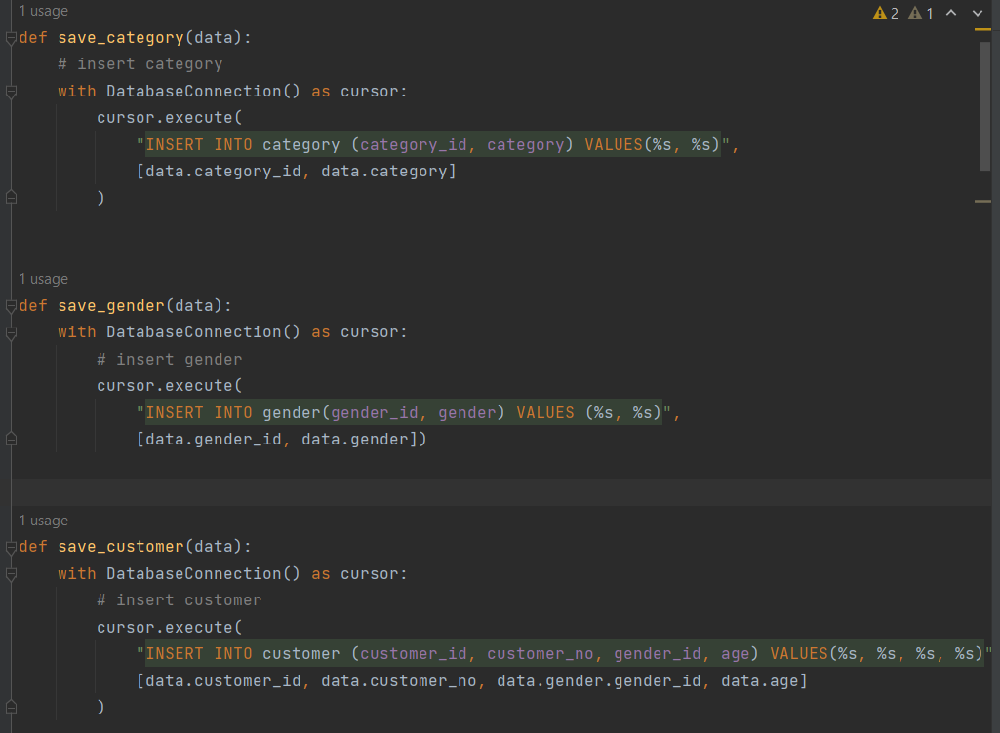 1 usage
2 1
def save_category(data):
    # insert category
    with DatabaseConnection() as cursor:
        cursor.execute(
            "INSERT INTO category (category_id, category) VALUES(%s, %s)",
            [data.category_id, data.category]
        )
1 usage
def save_gender(data):
    with DatabaseConnection() as cursor:
        # insert gender
        cursor.execute(
            "INSERT INTO gender(gender_id, gender) VALUES (%s, %s)",
            [data.gender_id, data.gender])
1 usage
def save_customer(data):
    with DatabaseConnection() as cursor:
        # insert customer
        cursor.execute(
            "INSERT INTO customer (customer_id, customer_no, gender_id, age) VALUES(%s, %s, %s, %s)"
            [data.customer_id, data.customer_no, data.gender.gender_id, data.age]
        )